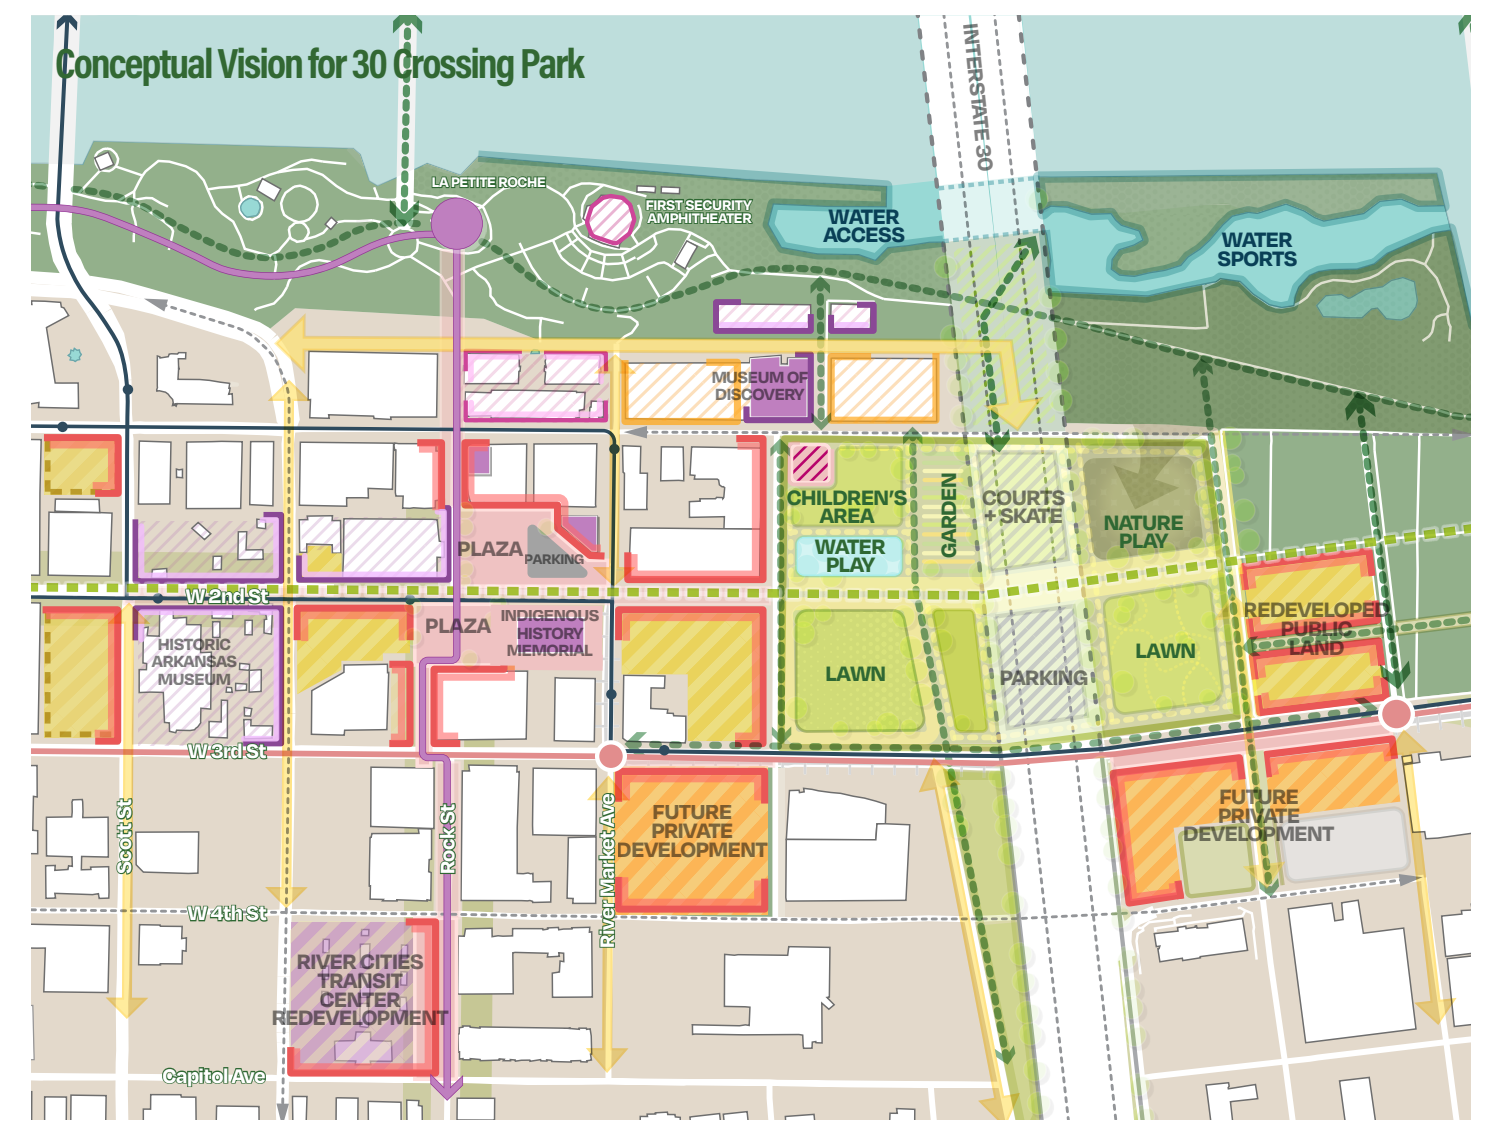 Conceptual Vision for 30 Crossing Park
INTERSTATE 30
LA PETITE ROCHE
FIRST SECURITY
AMPHITHEATER
WATER
ACCESS
WATER
SPORTS
MUSEUM OF
DISCOVERY
CHILDREN'S
AREA
WATER
PLAY
GARDEN
COURTS
+ SKATE
NATURE
PLAY
PLAZA
PARKING
W 2nd St
PLAZA
INDIGENOUS
HISTORY
MEMORIAL
HISTORIC
ARKANSAS
MUSEUM
LAWN
PARKING
LAWN
REDEVELOPED
PUBLIC
LAND
W 3rd St
Scott St
Rock St
River Market Ave
FUTURE
PRIVATE
DEVELOPMENT
FUTURE
PRIVATE
DEVELOPMENT
W 4th St
RIVER CITIES
TRANSIT
CENTER
REDEVELOPMENT
Capitol Ave